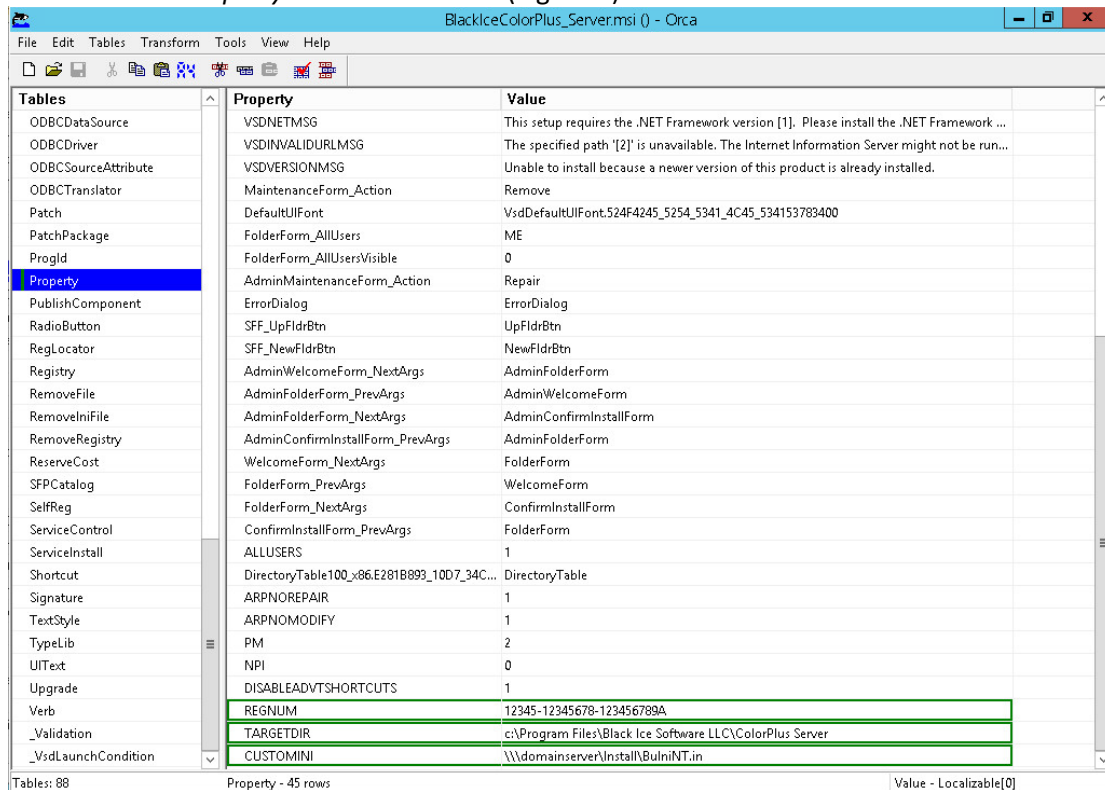 BlackIceColorPlus_Server.msi () - Orca
File Edit Tables Transform Tools View Help
Tables Property Value
ODBCDataSource VSDNETMSG This setup requires the .NET Framework version [1]. Please install the .NET Framework ...
ODBCDriver VSDINVALIDURLMSG The specified path '[2]' is unavailable. The Internet Information Server might not be run...
ODBCSourceAttribute VSDVERSIONMSG Unable to install because a newer version of this product is already installed.
ODBCTranslator MaintenanceForm_Action Remove
Patch DefaultUIFont VsdDefaultUIFont.524F4245_5254_5341_4C45_534153783400
PatchPackage FolderForm_AllUsers ME
ProgId FolderForm_AllUsersVisible 0
Property AdminMaintenanceForm_Action Repair
PublishComponent ErrorDialog ErrorDialog
RadioButton SFF_UpFldrBtn UpFldrBtn
RegLocator SFF_NewFldrBtn NewFldrBtn
Registry AdminWelcomeForm_NextArgs AdminFolderForm
RemoveFile AdminFolderForm_PrevArgs AdminWelcomeForm
RemoveIniFile AdminFolderForm_NextArgs AdminConfirmInstallForm
RemoveRegistry AdminConfirmInstallForm_PrevArgs AdminFolderForm
ReserveCost WelcomeForm_NextArgs FolderForm
SFPCatalog FolderForm_PrevArgs WelcomeForm
SelfReg FolderForm_NextArgs ConfirmInstallForm
ServiceControl ConfirmInstallForm_PrevArgs FolderForm
ServiceInstall ALLUSERS 1
Shortcut DirectoryTable100_x86.E281B893_10D7_34C... DirectoryTable
Signature ARPNOREPAIR 1
TextStyle ARPNOMODIFY 1
TypeLib PM 2
UIText NPI 0
Upgrade DISABLEADVTSHORTCUTS 1
Verb REGNUM 12345-12345678-123456789A
_Validation TARGETDIR c:\Program Files\Black Ice Software LLC\ColorPlus Server
_VsdLaunchCondition CUSTOMINI \\\domainserver\Install\BuIniNT.in
Tables: 88 Property - 45 rows Value - Localizable[0]